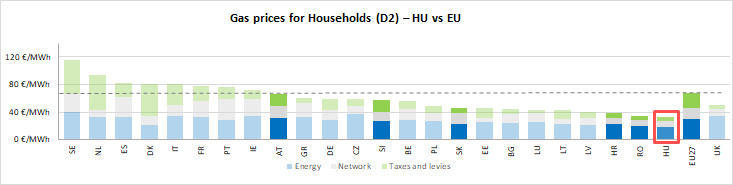 Gas prices for Households (D2) – HU vs EU
120 €/MWh
80 €/MWh
40 €/MWh
0 €/MWh
SE NL ES DK IT FR PT IE AT GR DE CZ SI BE PL SK EE BG LU LT LV HR RO HU EU27 UK
Energy Network Taxes and levies